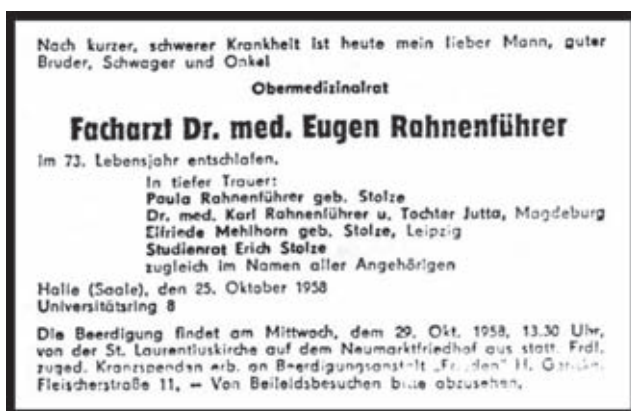 Nach kurzer, schwerer Krankheit ist heute mein lieber Mann, guter
Bruder, Schwager und Onkel
Obermedizinalrat
Facharzt Dr. med. Eugen Rahnenführer
im 73. Lebensjahr entschlafen.
In tiefer Trauer:
Paula Rahnenführer geb. Stolze
Dr. med. Karl Rahnenführer u. Tochter Jutta, Magdeburg
Elfriede Mehlhorn geb. Stolze, Leipzig
Studienrat Erich Stolze
zugleich im Namen aller Angehörigen
Halle (Saale), den 25. Oktober 1958
Universitätsring 8
Die Beerdigung findet am Mittwoch, dem 29. Okt. 1958, 13.30 Uhr,
von der St. Laurentiuskirche auf dem Neumarktfriedhof aus statt. Frdl.
zuged. Kranzspenden erb. an Beerdigungsanstalt „Frieden" H.
Fleischerstraße 11. — Von Beileidsbesuchen bitte abzusehen.